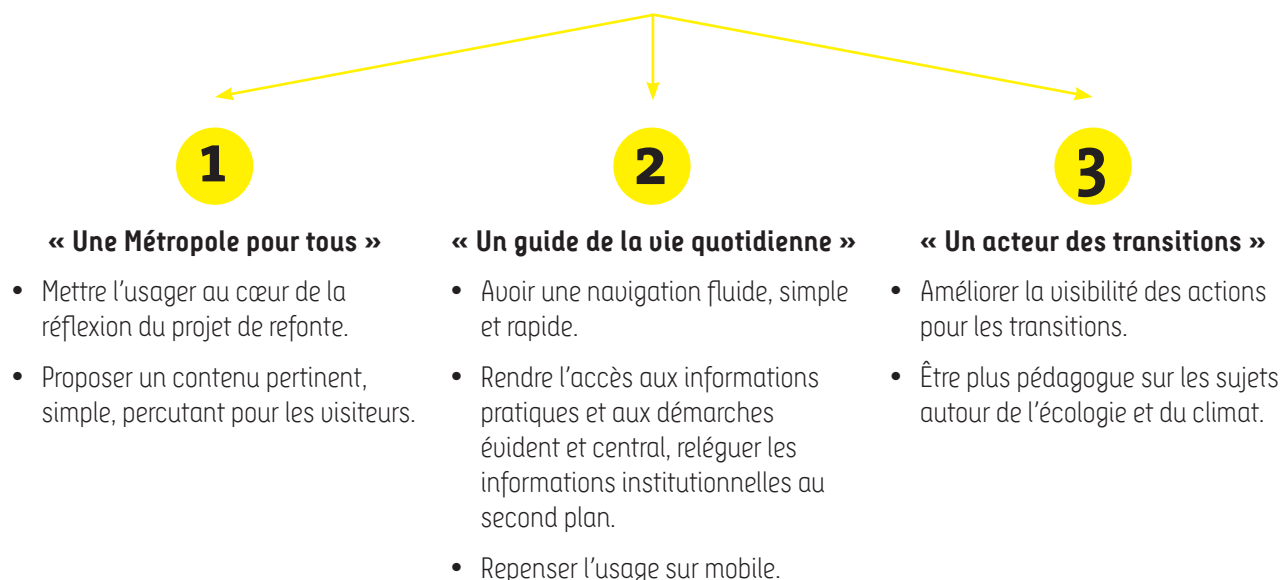 1
« Une Métropole pour tous »
• Mettre l'usager au cœur de la
réflexion du projet de refonte.
• Proposer un contenu pertinent,
simple, percutant pour les visiteurs.
2
« Un guide de la vie quotidienne »
• Avoir une navigation fluide, simple
et rapide.
• Rendre l'accès aux informations
pratiques et aux démarches
évident et central, reléguer les
informations institutionnelles au
second plan.
• Repenser l'usage sur mobile.
3
« Un acteur des transitions »
• Améliorer la visibilité des actions
pour les transitions.
• Être plus pédagogue sur les sujets
autour de l'écologie et du climat.